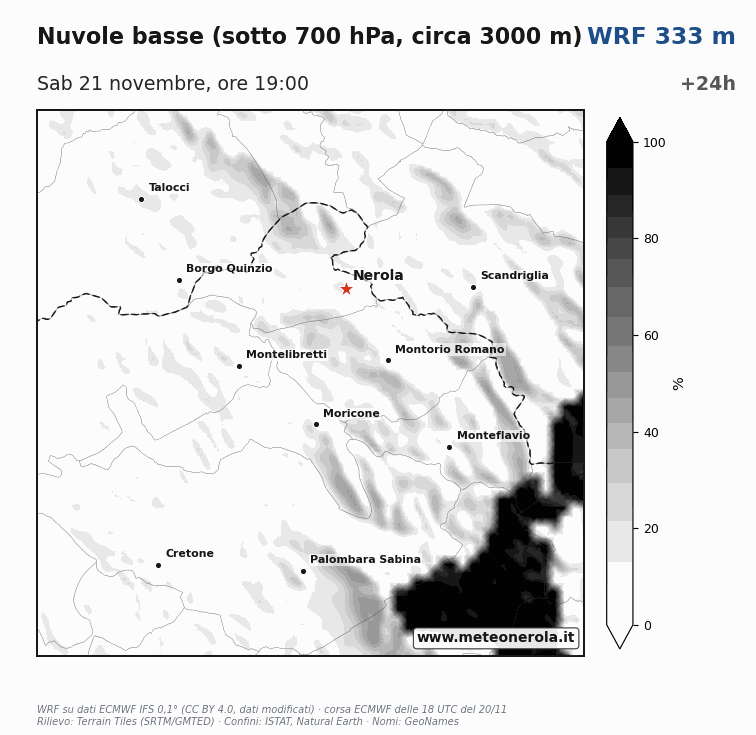 Nuvole basse (sotto 700 hPa, circa 3000 m) WRF 333 m
Sab 21 novembre, ore 19:00 +24h
Talocci
Borgo Quinzio
Nerola
Scandriglia
Montelibretti
Montorio Romano
Moricone
Monteflavio
Cretone
Palombara Sabina
www.meteonerola.it
100
80
60
40
20
0
%
WRF su dati ECMWF IFS 0,1° (CC BY 4.0, dati modificati) · corsa ECMWF delle 18 UTC del 20/11
Rilievo: Terrain Tiles (SRTM/GMTED) · Confini: ISTAT, Natural Earth · Nomi: GeoNames